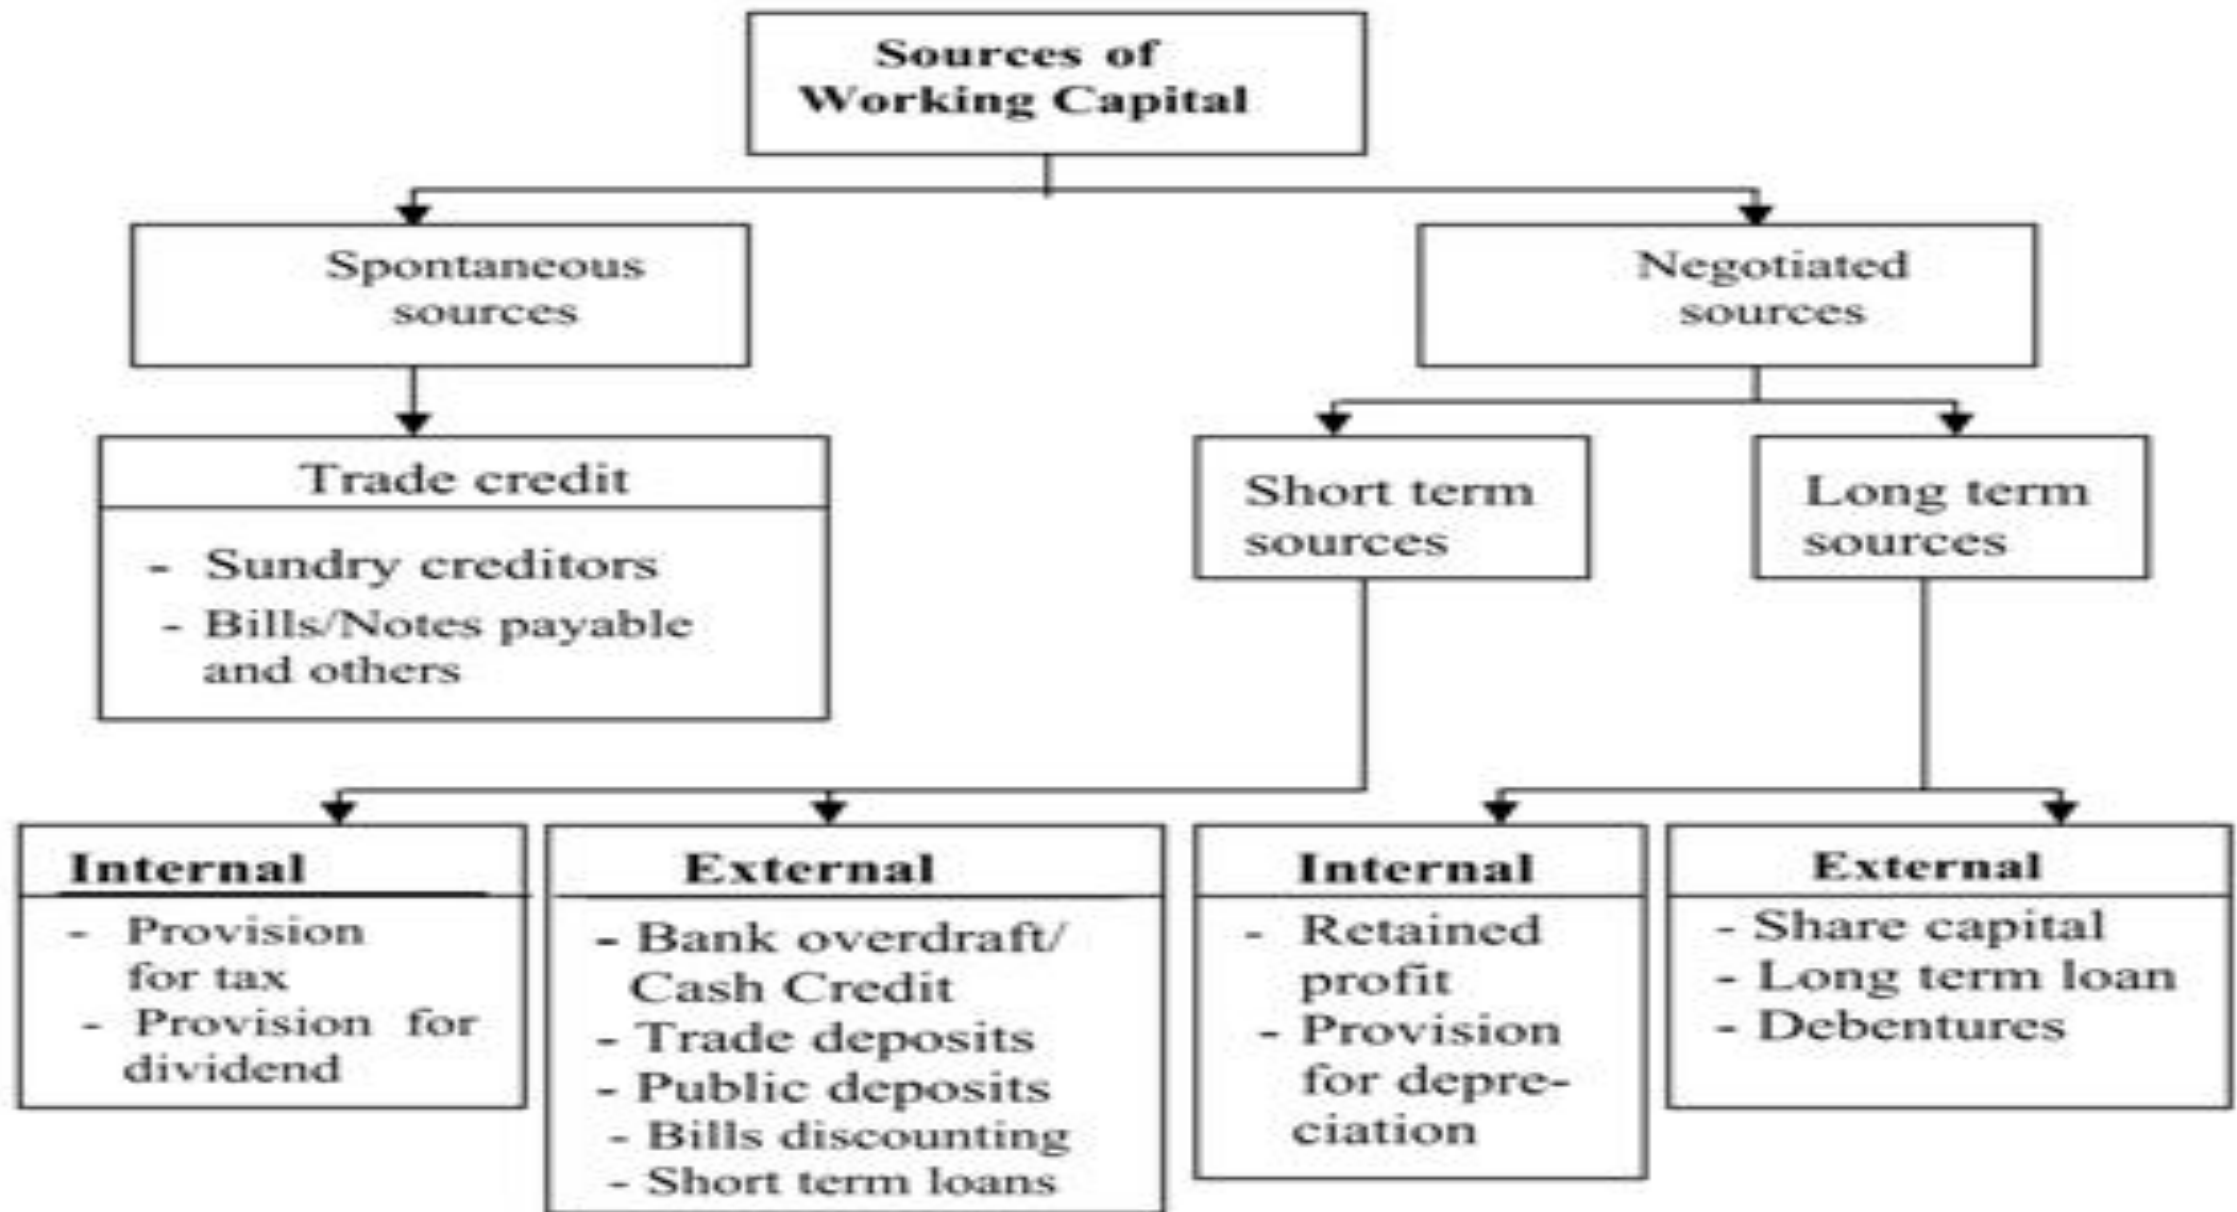 Sources of
Working Capital
Spontaneous
sources
Negotiated
sources
Trade credit
- Sundry creditors
- Bills/Notes payable
and others
Short term
sources
Long term
sources
Internal
- Provision
for tax
- Provision for
dividend
External
- Bank overdraft/
Cash Credit
- Trade deposits
- Public deposits
- Bills discounting
- Short term loans
Internal
- Retained
profit
- Provision
for depre-
ciation
External
- Share capital
- Long term loan
- Debentures